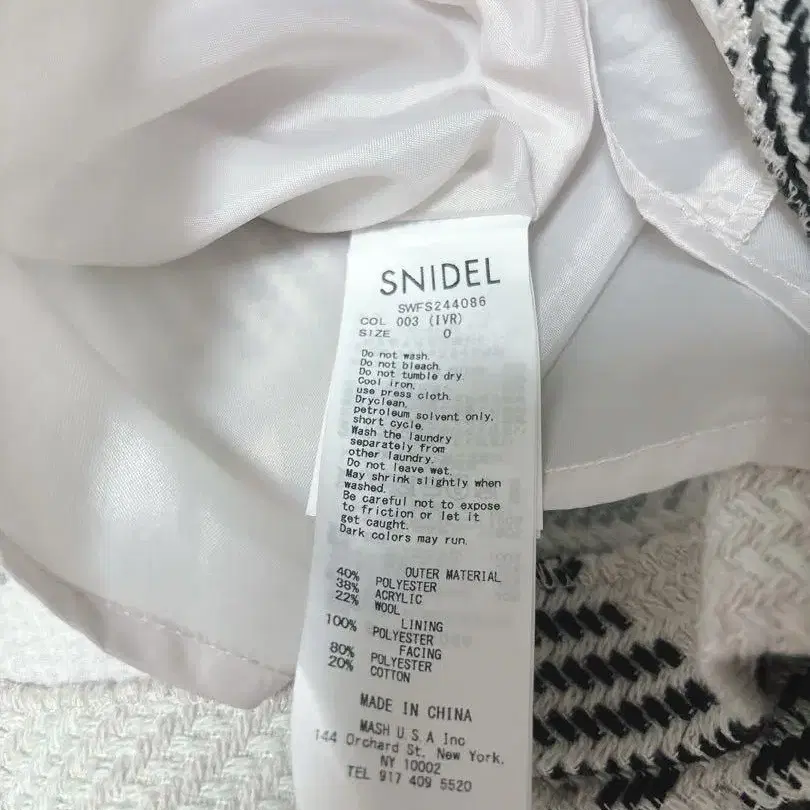 SNIDEL
SWFS244086
COL 003 (IVR)
SIZE 0
Do not wash.
Do not bleach.
Do not tumble dry.
Cool iron.
use press cloth.
Dryclean,
petroleum solvent only,
short cycle.
Wash the laundry
separately from
other laundry.
Do not leave wet.
May shrink slightly when
washed.
Be careful not to expose
to friction or let it
get caught.
Dark colors may run.
OUTER MATERIAL
40% POLYESTER
38% ACRYLIC
22% WOOL
LINING
100% POLYESTER
FACING
80% POLYESTER
20% COTTON
MADE IN CHINA
MASH U.S.A Inc
144 Orchard St. New York.
NY 10002
TEL 917 409 5520